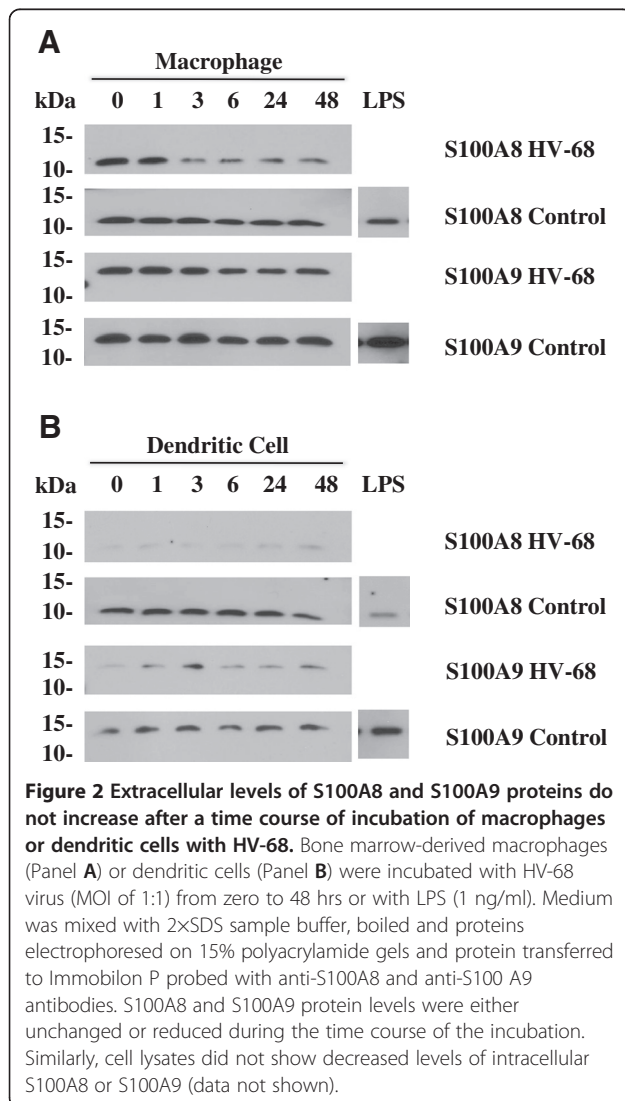 A
Macrophage
kDa 0 1 3 6 24 48 LPS
15-
10-
S100A8 HV-68
15-
10-
S100A8 Control
15-
10-
S100A9 HV-68
15-
10-
S100A9 Control
B
Dendritic Cell
kDa 0 1 3 6 24 48 LPS
15-
10-
S100A8 HV-68
15-
10-
S100A8 Control
15-
10-
S100A9 HV-68
15-
10-
S100A9 Control
Figure 2 Extracellular levels of S100A8 and S100A9 proteins do
not increase after a time course of incubation of macrophages
or dendritic cells with HV-68. Bone marrow-derived macrophages
(Panel A) or dendritic cells (Panel B) were incubated with HV-68
virus (MOI of 1:1) from zero to 48 hrs or with LPS (1 ng/ml). Medium
was mixed with 2×SDS sample buffer, boiled and proteins
electrophoresed on 15% polyacrylamide gels and protein transferred
to Immobilon P probed with anti-S100A8 and anti-S100 A9
antibodies. S100A8 and S100A9 protein levels were either
unchanged or reduced during the time course of the incubation.
Similarly, cell lysates did not show decreased levels of intracellular
S100A8 or S100A9 (data not shown).